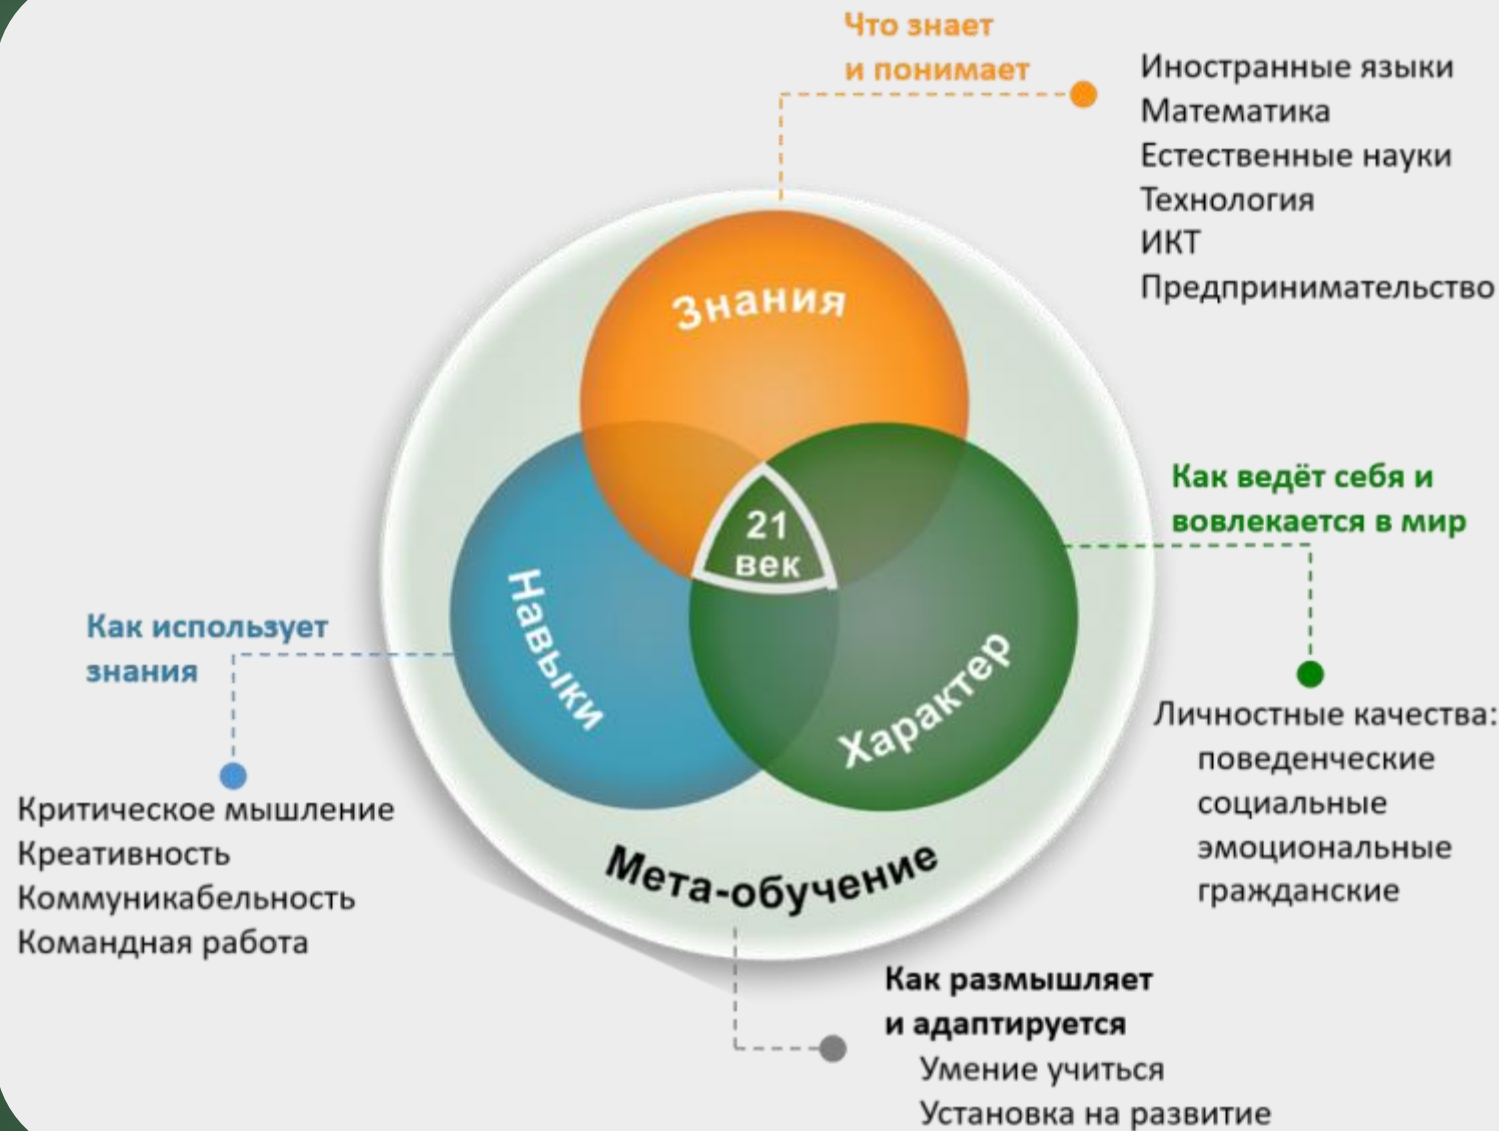 Что знает
и понимает
Иностранные языки
Математика
Естественные науки
Технология
ИКТ
Предпринимательство
Знания
Как ведёт себя и
вовлекается в мир
21
век
Навыки
Характер
Как использует
знания
Личностные качества:
поведенческие
социальные
эмоциональные
гражданские
Критическое мышление
Креативность
Коммуникабельность
Командная работа
Мета-обучение
Как размышляет
и адаптируется
Умение учиться
Установка на развитие